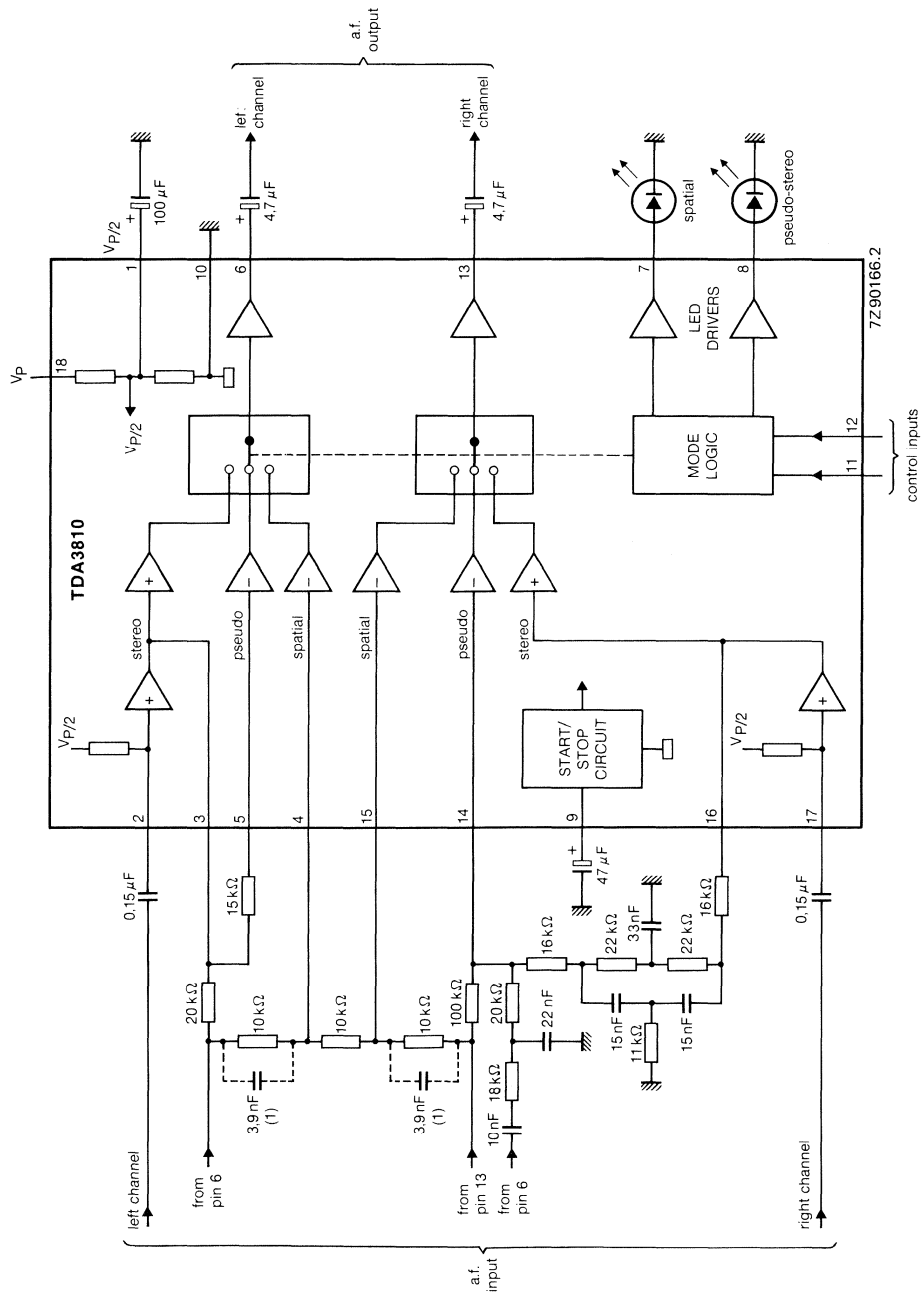 TDA3810
VP
18
VP/2
VP/2
1
+
100 µF
10
6
+
4,7 µF
let:
channel
a.f.
output
13
+
4,7 µF
right
channel
7
spatial
8
pseudo-stereo
LED
DRIVERS
MODE
LOGIC
11
12
control inputs
7Z90166.2
+
stereo
−
pseudo
−
spatial
−
spatial
−
pseudo
+
stereo
+
VP/2
+
VP/2
START/
STOP
CIRCUIT
2
3
5
4
15
14
9
16
17
0,15 µF
15 kΩ
20 kΩ
10 kΩ
3,9 nF
(1)
10 kΩ
10 kΩ
3,9 nF
(1)
100 kΩ
20 kΩ
22 nF
18 kΩ
10 nF
16 kΩ
22 kΩ
33 nF
22 kΩ
15 nF
11 kΩ
15 nF
+
47 µF
16 kΩ
0,15 µF
left channel
from
pin 6
from
pin 13
from
pin 6
right channel
a.f.
input